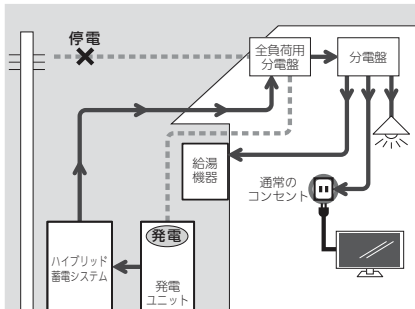 停電
全負荷用
分電盤
分電盤
給湯
機器
通常の
コンセント
発電
ハイブリッド
蓄電システム
発電
ユニット